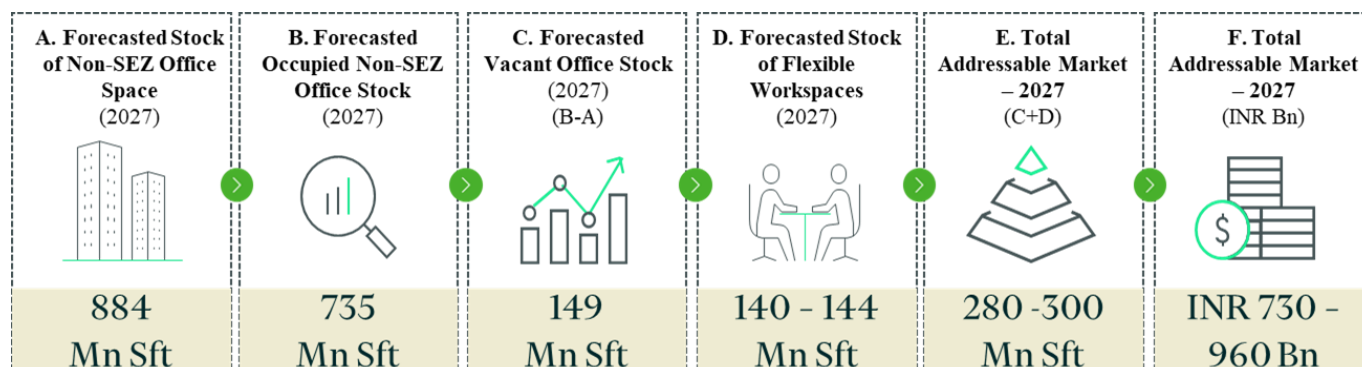 A. Forecasted Stock
of Non-SEZ Office
Space
(2027)
884
Mn Sft
B. Forecasted
Occupied Non-SEZ
Office Stock
(2027)
735
Mn Sft
C. Forecasted
Vacant Office Stock
(2027)
(B-A)
149
Mn Sft
D. Forecasted Stock
of Flexible
Workspaces
(2027)
140 – 144
Mn Sft
E. Total
Addressable Market
– 2027
(C+D)
280 -300
Mn Sft
F. Total
Addressable Market
– 2027
(INR Bn)
$
INR 730 –
960 Bn